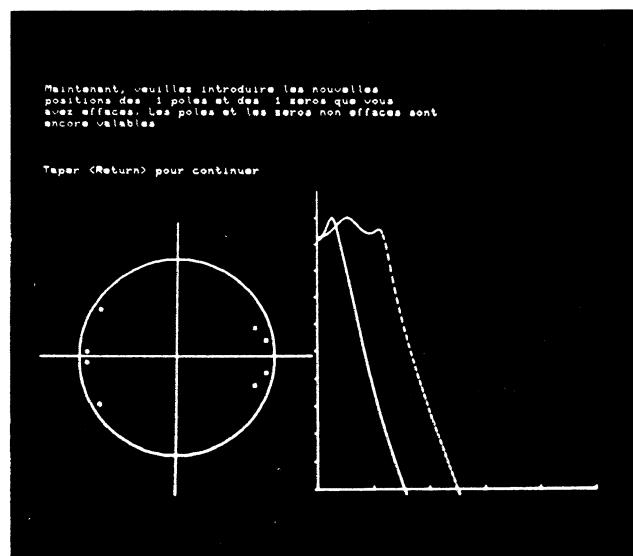 Maintenant, veuillez introduire les nouvelles
positions des 1 poles et des 1 zeros que vous
avez effaces. Les poles et les zeros non effaces sont
encore valables
Taper <Return> pour continuer